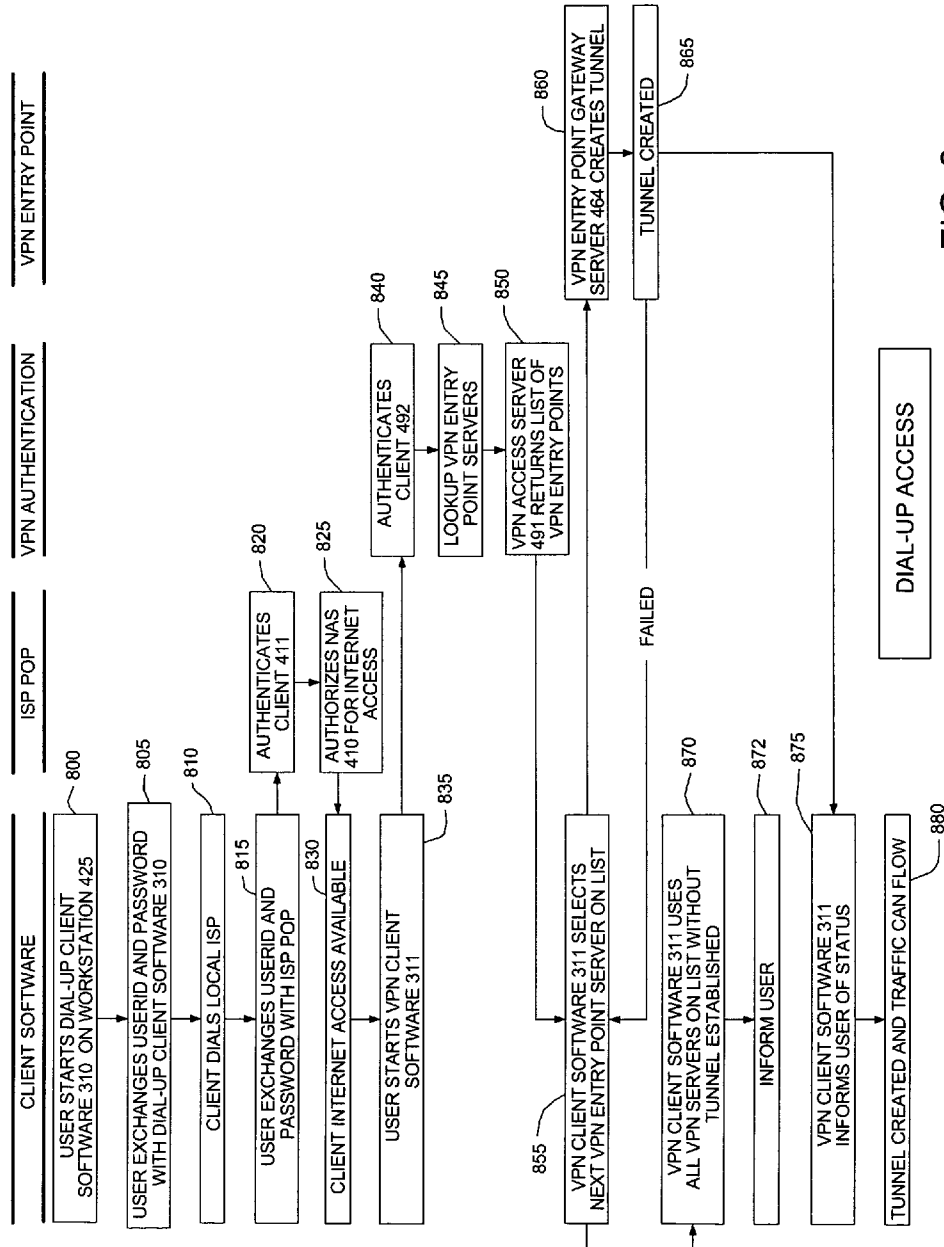 CLIENT SOFTWARE
ISP POP
VPN AUTHENTICATION
VPN ENTRY POINT
800
USER STARTS DIAL-UP CLIENT
SOFTWARE 310 ON WORKSTATION 425
805
USER EXCHANGES USERID AND PASSWORD
WITH DIAL-UP CLIENT SOFTWARE 310
810
CLIENT DIALS LOCAL ISP
815
USER EXCHANGES USERID AND
PASSWORD WITH ISP POP
820
AUTHENTICATES
CLIENT 411
825
AUTHORIZES NAS
410 FOR INTERNET
ACCESS
830
CLIENT INTERNET ACCESS AVAILABLE
835
USER STARTS VPN CLIENT
SOFTWARE 311
840
AUTHENTICATES
CLIENT 492
845
LOOKUP VPN ENTRY
POINT SERVERS
850
VPN ACCESS SERVER
491 RETURNS LIST OF
VPN ENTRY POINTS
855
VPN CLIENT SOFTWARE 311 SELECTS
NEXT VPN ENTRY POINT SERVER ON LIST
860
VPN ENTRY POINT GATEWAY
SERVER 464 CREATES TUNNEL
865
TUNNEL CREATED
FAILED
870
VPN CLIENT SOFTWARE 311 USES
ALL VPN SERVERS ON LIST WITHOUT
TUNNEL ESTABLISHED
872
INFORM USER
875
VPN CLIENT SOFTWARE 311
INFORMS USER OF STATUS
880
TUNNEL CREATED AND TRAFFIC CAN FLOW
DIAL-UP ACCESS